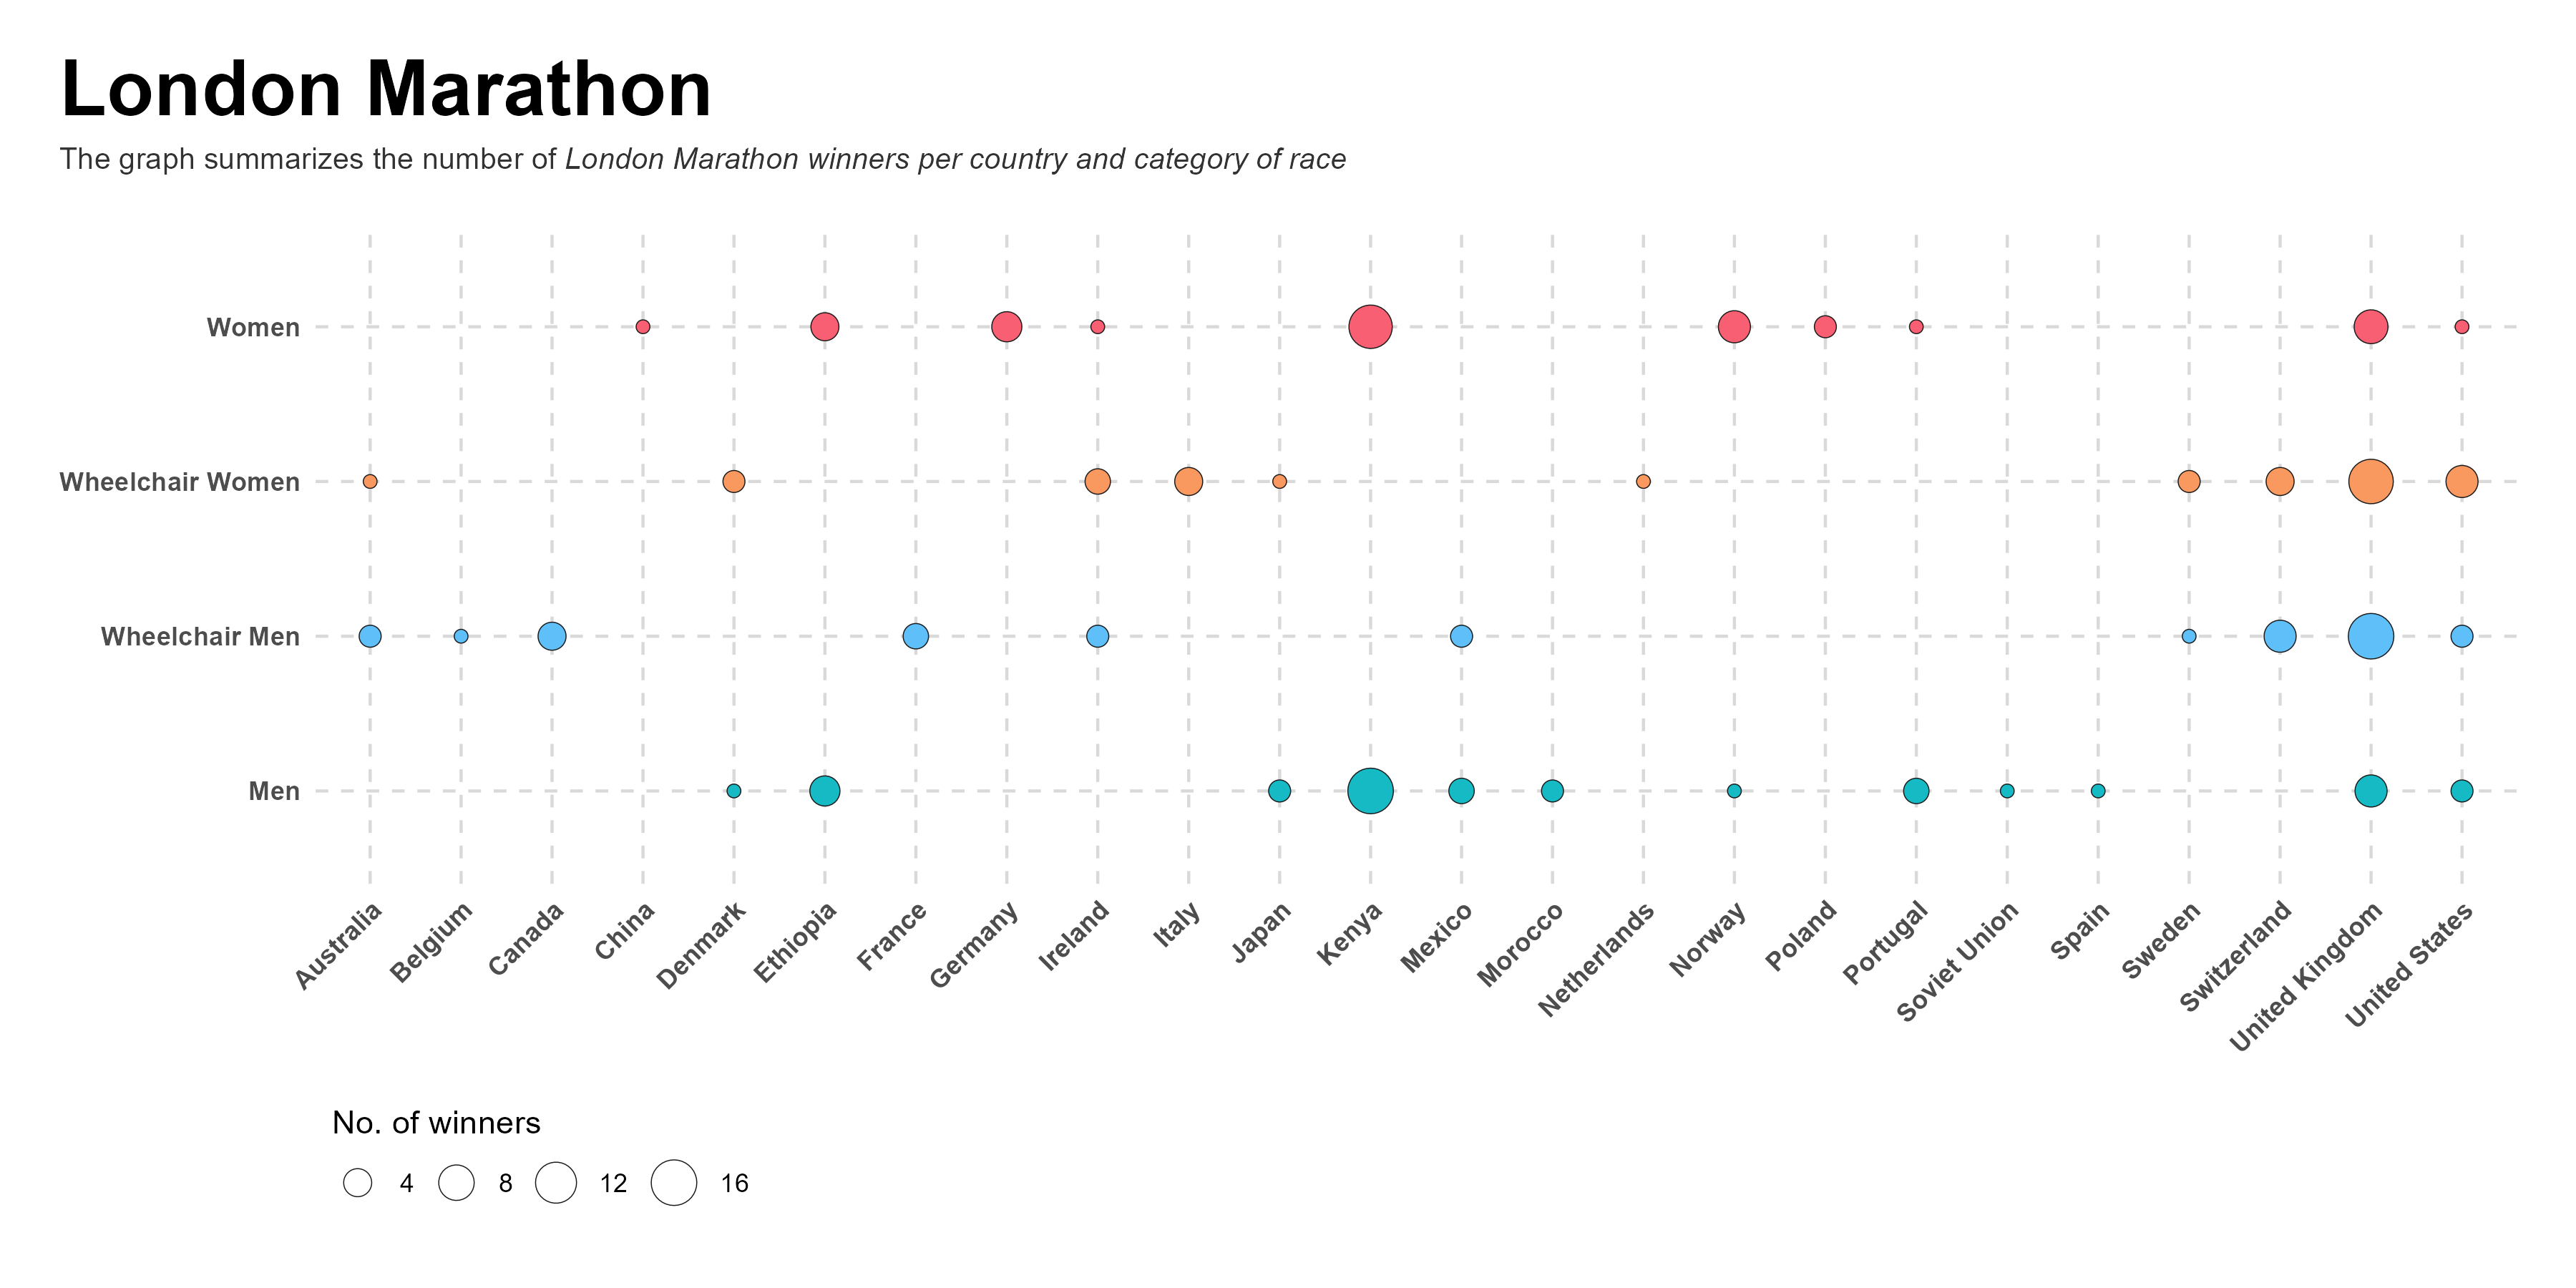 London Marathon
The graph summarizes the number of London Marathon winners per country and category of race
Women
Wheelchair Women
Wheelchair Men
Men
Australia
Belgium
Canada
China
Denmark
Ethiopia
France
Germany
Ireland
Italy
Japan
Kenya
Mexico
Morocco
Netherlands
Norway
Poland
Portugal
Soviet Union
Spain
Sweden
Switzerland
United Kingdom
United States
No. of winners
4 8 12 16